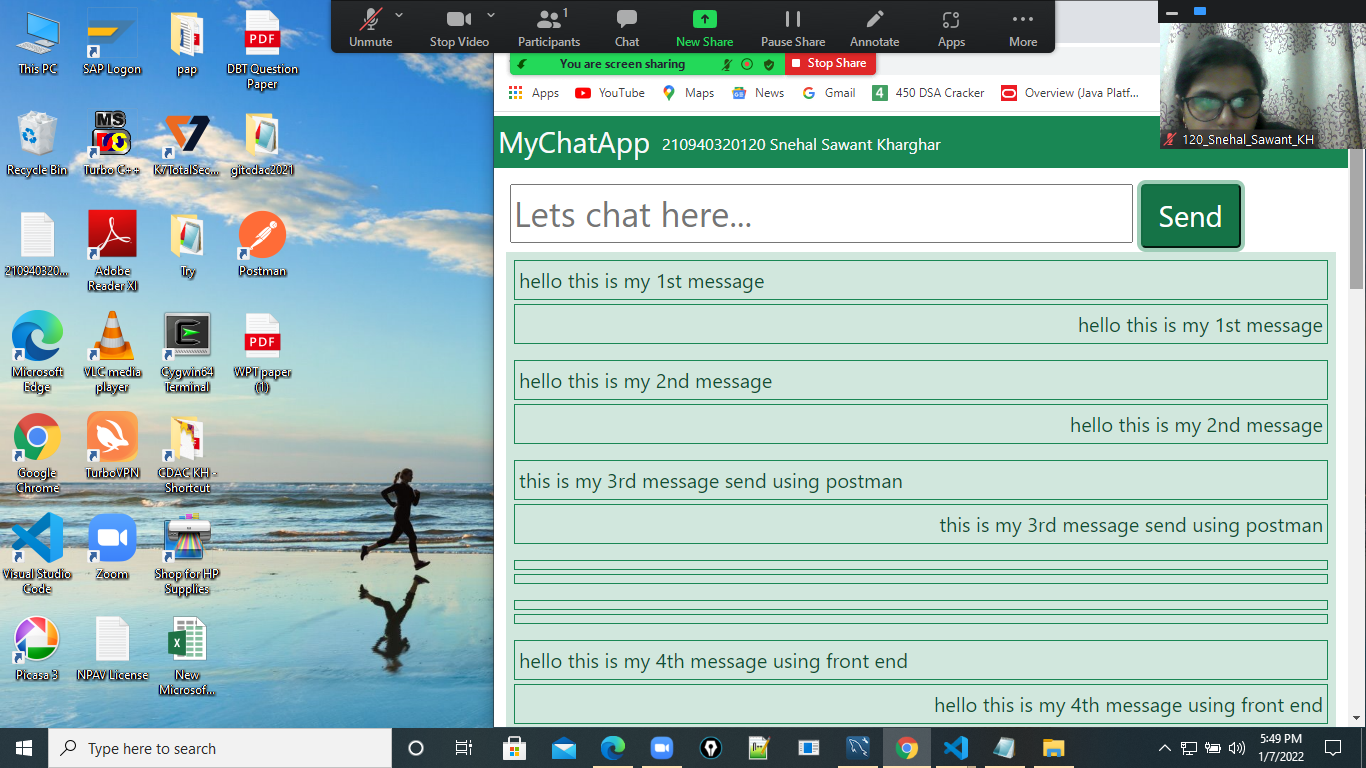 Unmute
Stop Video
1
Participants
Chat
New Share
Pause Share
Annotate
Apps
More
You are screen sharing
Stop Share
Apps
YouTube
Maps
News
Gmail
4
450 DSA Cracker
Overview (Java Platf...
120_Snehal_Sawant_KH
This PC
SAP Logon
pap
PDF
DBT Question
Paper
Recycle Bin
MS
Turbo C++
K7TotalSec...
gitcdac2021
210940320...
Adobe
Reader XI
Try
Postman
Microsoft
Edge
VLC media
player
Cygwin64
Terminal
PDF
WPT paper
(1)
Google
Chrome
TurboVPN
CDAC KH -
Shortcut
Visual Studio
Code
Zoom
Shop for HP
Supplies
Picasa 3
NPAV License
New
Microsof...
MyChatApp 210940320120 Snehal Sawant Kharghar
Lets chat here...
Send
hello this is my 1st message
hello this is my 1st message
hello this is my 2nd message
hello this is my 2nd message
this is my 3rd message send using postman
this is my 3rd message send using postman
hello this is my 4th message using front end
hello this is my 4th message using front end
Type here to search
5:49 PM
1/7/2022